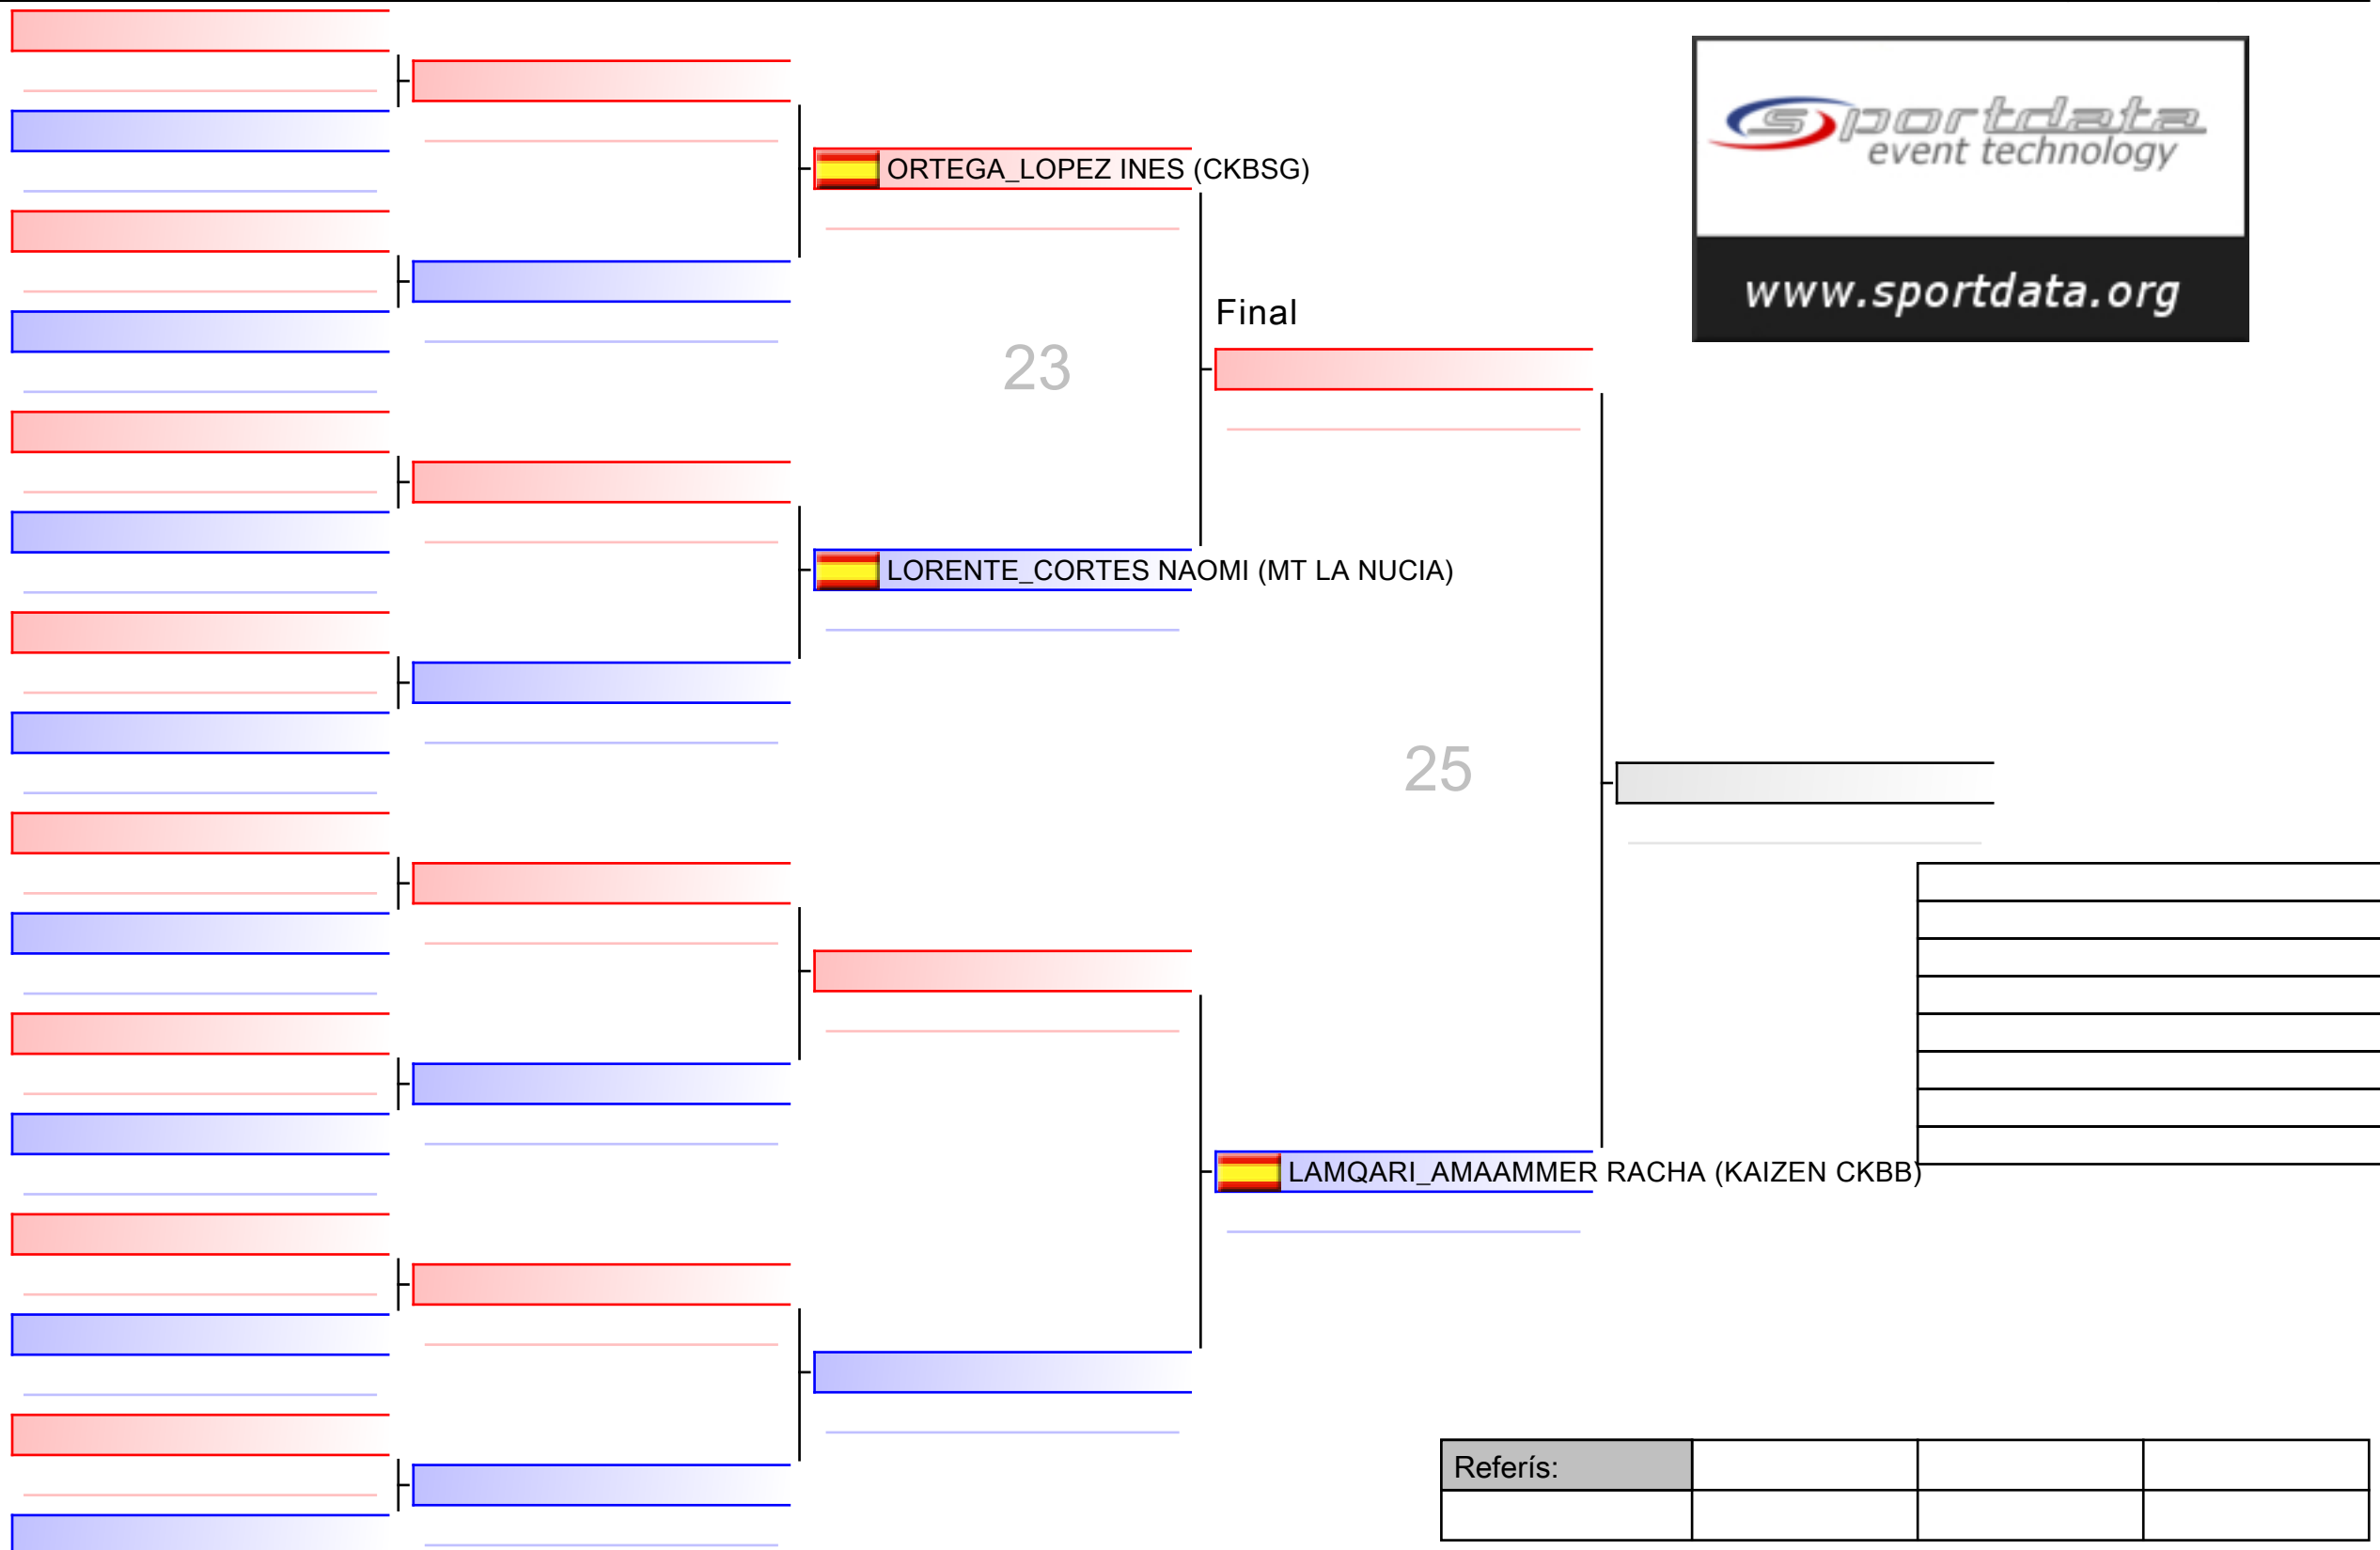 sportdata
event technology
www.sportdata.org
ORTEGA_LOPEZ INES (CKBSG)
Final
23
LORENTE_CORTES NAOMI (MT LA NUCIA)
25
LAMQARI_AMAAMMER RACHA (KAIZEN CKBB)
Referís: